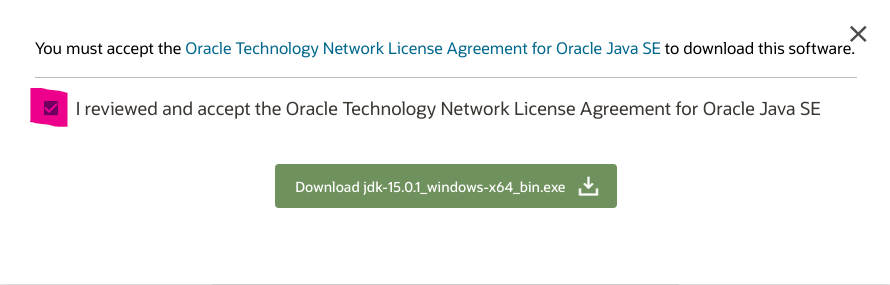 You must accept the Oracle Technology Network License Agreement for Oracle Java SE to download this software.
I reviewed and accept the Oracle Technology Network License Agreement for Oracle Java SE
Download jdk-15.0.1_windows-x64_bin.exe